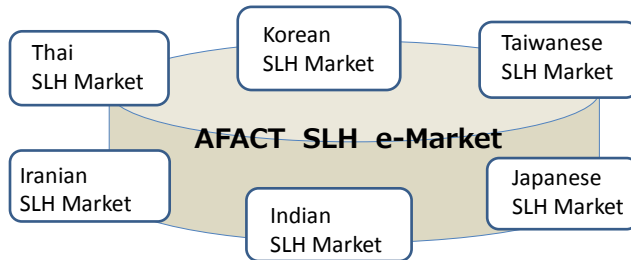 Thai
SLH Market
Korean
SLH Market
Taiwanese
SLH Market
AFACT SLH e-Market
Iranian
SLH Market
Indian
SLH Market
Japanese
SLH Market